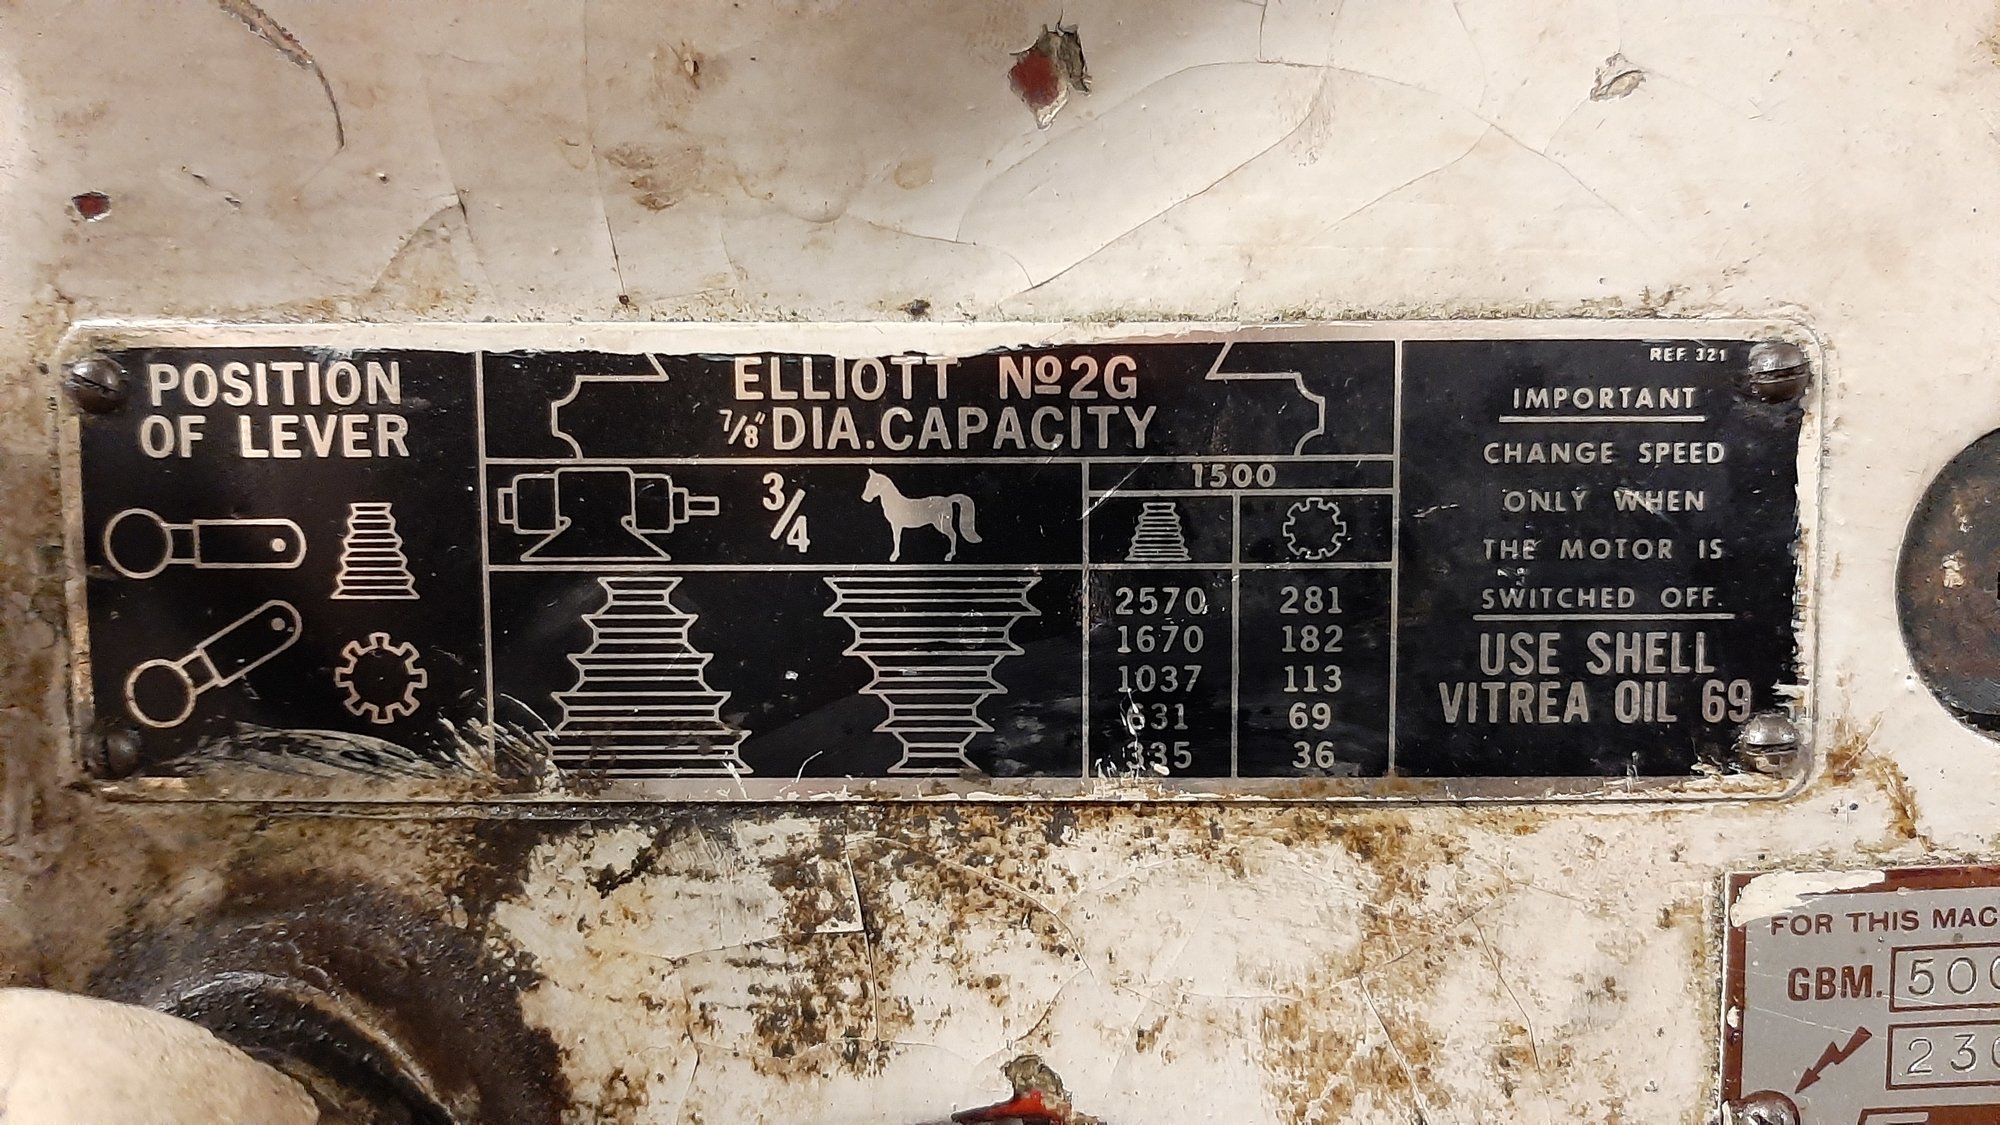 POSITION
OF LEVER
ELLIOTT Nº2G
7/8" DIA.CAPACITY
3/4
1500
2570 281
1670 182
1037 113
631 69
335 36
REF. 321
IMPORTANT
CHANGE SPEED
ONLY WHEN
THE MOTOR IS
SWITCHED OFF.
USE SHELL
VITREA OIL 69
FOR THIS MAC
GBM. 500
230